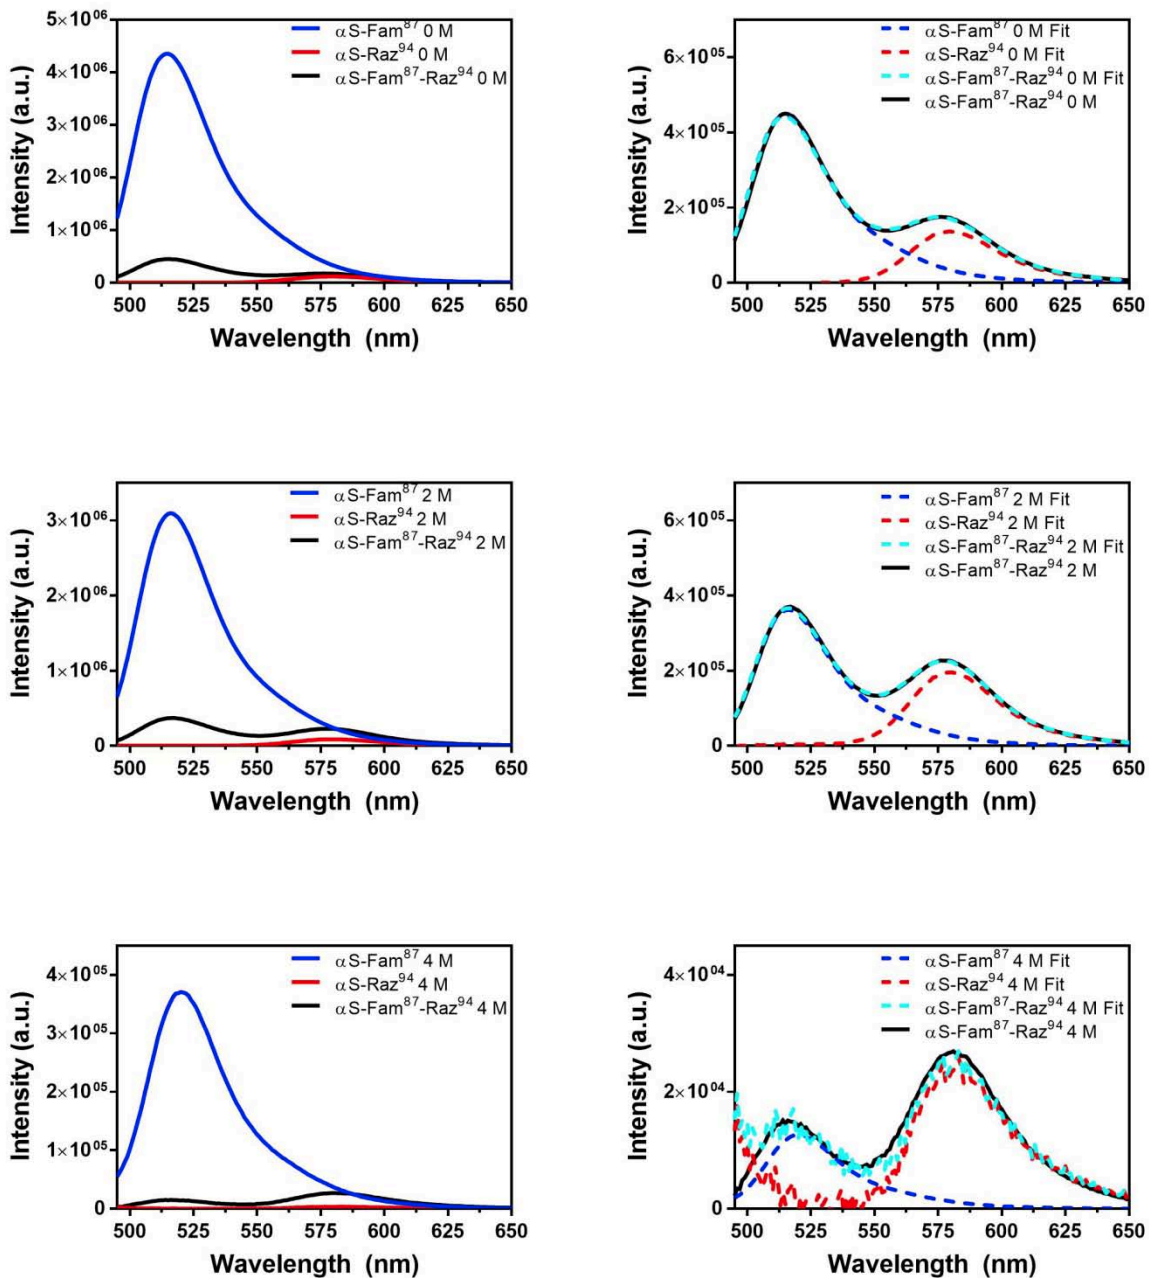 αS-Fam⁸⁷ 0 M
αS-Raz⁹⁴ 0 M
αS-Fam⁸⁷-Raz⁹⁴ 0 M
Intensity (a.u.)
5×10⁰⁶
4×10⁰⁶
3×10⁰⁶
2×10⁰⁶
1×10⁰⁶
0
500 525 550 575 600 625 650
Wavelength (nm)
αS-Fam⁸⁷ 0 M Fit
αS-Raz⁹⁴ 0 M Fit
αS-Fam⁸⁷-Raz⁹⁴ 0 M Fit
αS-Fam⁸⁷-Raz⁹⁴ 0 M
Intensity (a.u.)
6×10⁰⁵
4×10⁰⁵
2×10⁰⁵
0
500 525 550 575 600 625 650
Wavelength (nm)
αS-Fam⁸⁷ 2 M
αS-Raz⁹⁴ 2 M
αS-Fam⁸⁷-Raz⁹⁴ 2 M
Intensity (a.u.)
3×10⁰⁶
2×10⁰⁶
1×10⁰⁶
0
500 525 550 575 600 625 650
Wavelength (nm)
αS-Fam⁸⁷ 2 M Fit
αS-Raz⁹⁴ 2 M Fit
αS-Fam⁸⁷-Raz⁹⁴ 2 M Fit
αS-Fam⁸⁷-Raz⁹⁴ 2 M
Intensity (a.u.)
6×10⁰⁵
4×10⁰⁵
2×10⁰⁵
0
500 525 550 575 600 625 650
Wavelength (nm)
αS-Fam⁸⁷ 4 M
αS-Raz⁹⁴ 4 M
αS-Fam⁸⁷-Raz⁹⁴ 4 M
Intensity (a.u.)
4×10⁰⁵
3×10⁰⁵
2×10⁰⁵
1×10⁰⁵
0
500 525 550 575 600 625 650
Wavelength (nm)
αS-Fam⁸⁷ 4 M Fit
αS-Raz⁹⁴ 4 M Fit
αS-Fam⁸⁷-Raz⁹⁴ 4 M Fit
αS-Fam⁸⁷-Raz⁹⁴ 4 M
Intensity (a.u.)
4×10⁰⁴
2×10⁰⁴
0
500 525 550 575 600 625 650
Wavelength (nm)